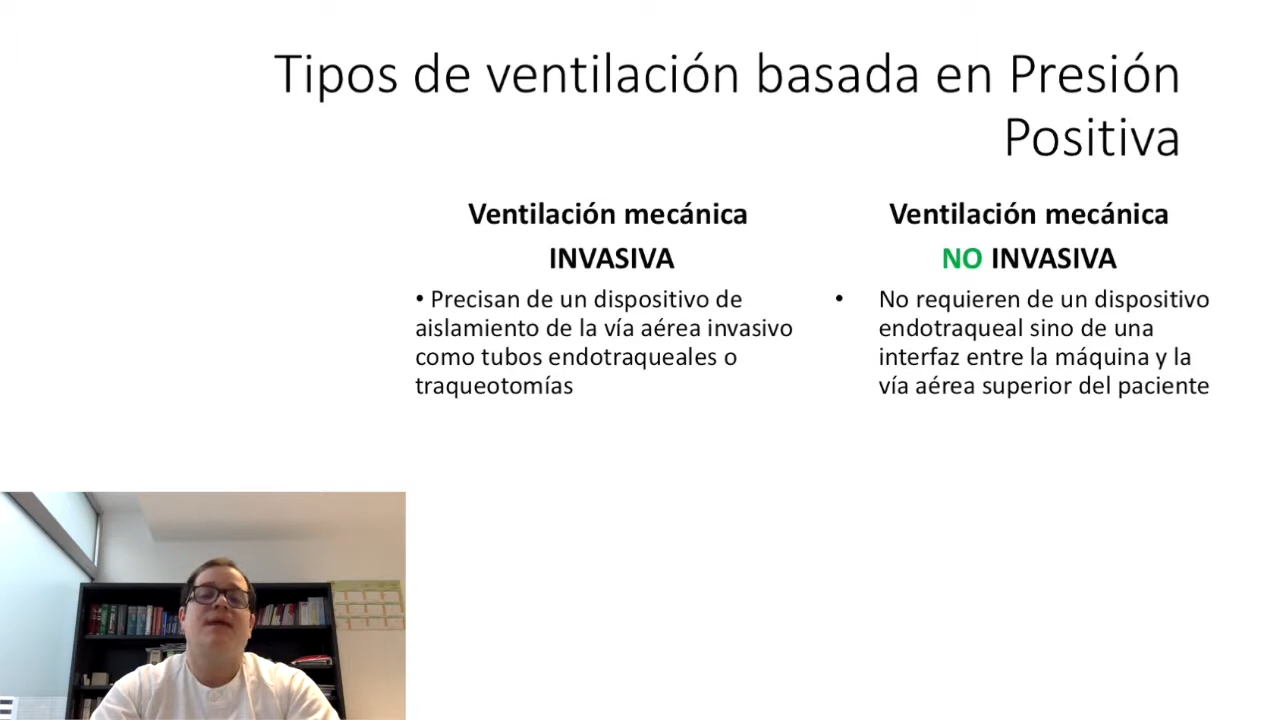 Tipos de ventilación basada en Presión
Positiva
Ventilación mecánica
INVASIVA
• Precisan de un dispositivo de
aislamiento de la vía aérea invasivo
como tubos endotraqueales o
traqueotomías
Ventilación mecánica
NO INVASIVA
• No requieren de un dispositivo
endotraqueal sino de una
interfaz entre la máquina y la
vía aérea superior del paciente